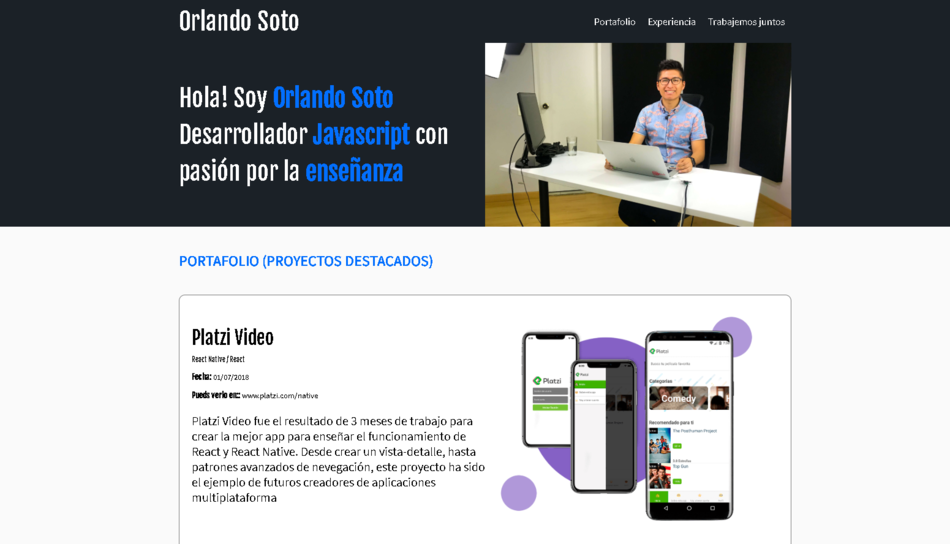 Orlando Soto
Portafolio Experiencia Trabajemos juntos
Hola! Soy Orlando Soto
Desarrollador Javascript con
pasión por la enseñanza
PORTAFOLIO (PROYECTOS DESTACADOS)
Platzi Video
React Native / React
Fecha: 01/07/2018
Pueds verlo en:: www.platzi.com/native
Platzi Video fue el resultado de 3 meses de trabajo para
crear la mejor app para enseñar el funcionamiento de
React y React Native. Desde crear un vista-detalle, hasta
patrones avanzados de nevegación, este proyecto ha sido
el ejemplo de futuros creadores de aplicaciones
multiplataforma
Platzi
Platzi
Categorías
Comedy
Recomendado para ti
The Posthuman Project
Top Gun